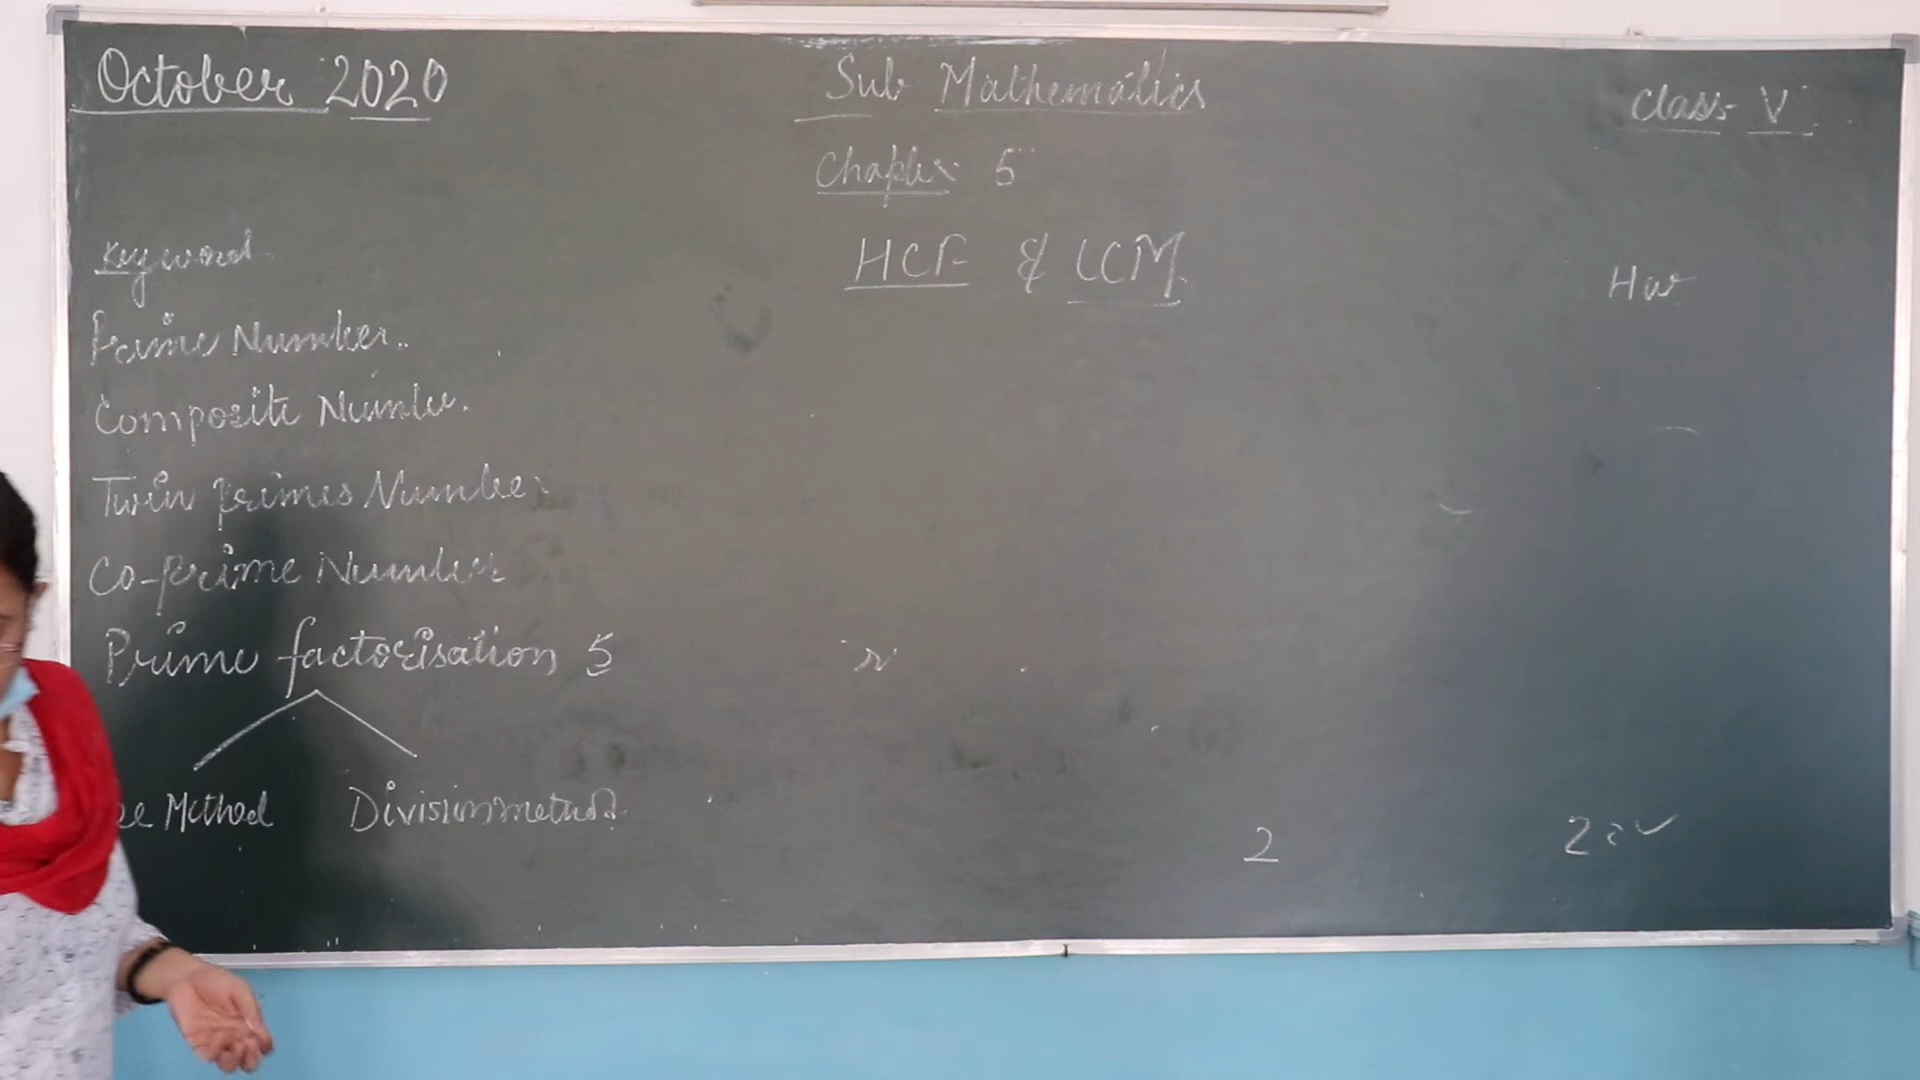 October 2020
Sub Mathematics
Class V
Chapter 5
HCF & LCM
Hw
Keyword
Prime Number.
Composite Number.
Twin primes Number
Co-prime Number
Prime factorisation 5
Method Division method
2
2